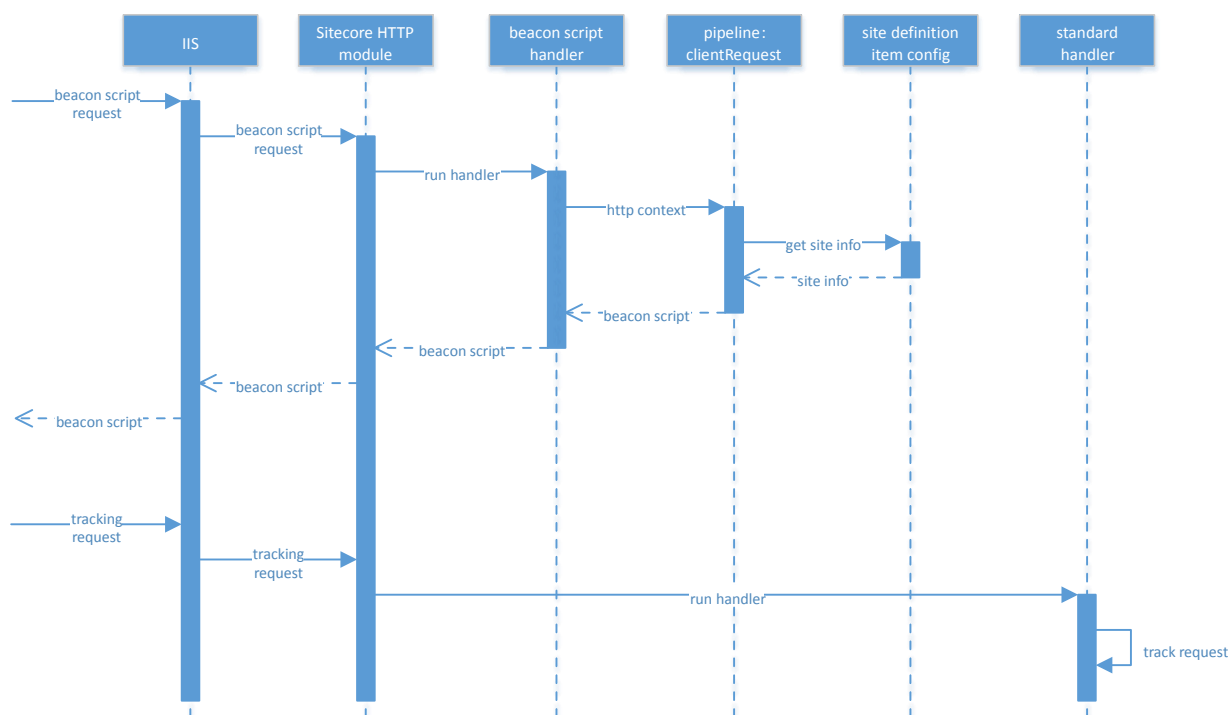 IIS
Sitecore HTTP
module
beacon script
handler
pipeline:
clientRequest
site definition
item config
standard
handler
beacon script
request
beacon script
request
run handler
http context
get site info
site info
beacon script
beacon script
beacon script
beacon script
tracking
request
tracking
request
run handler
track request